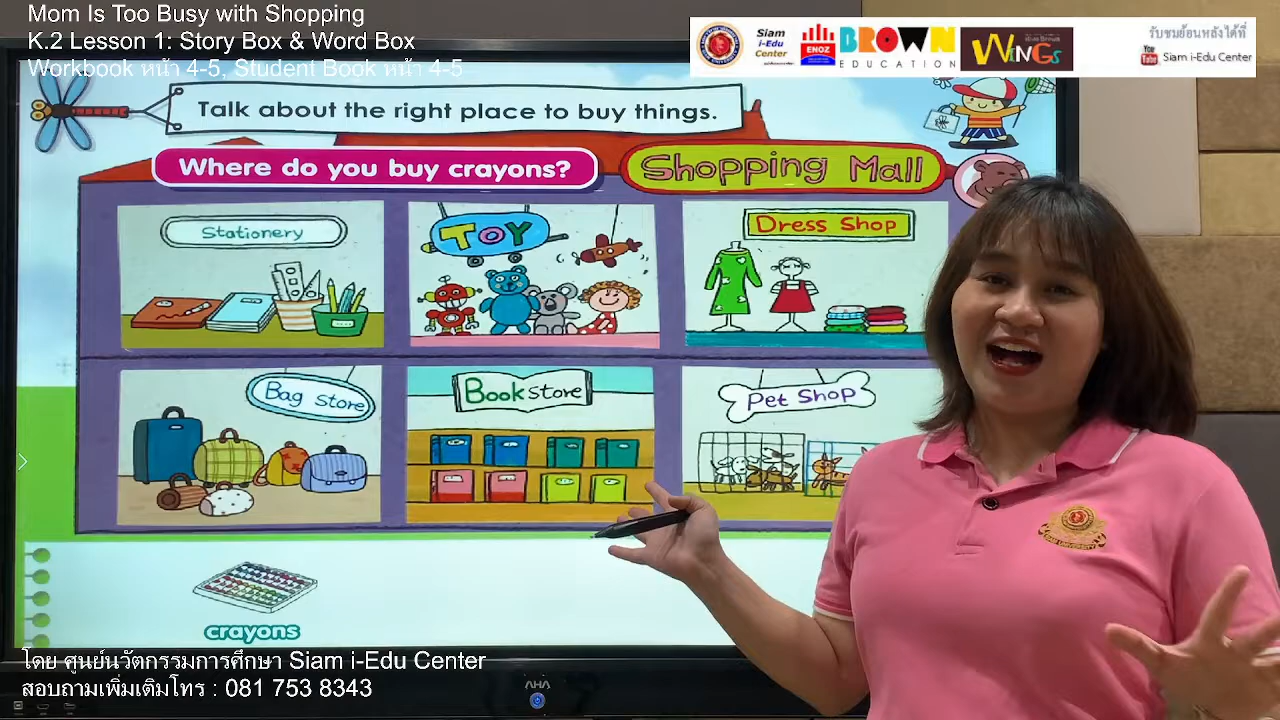 Mom Is Too Busy with Shopping
K.2 Lesson 1: Story Box & Word Box
Workbook หน้า 4-5, Student Book หน้า 4-5
Siam
i-Edu
Center
ENOZ
BROWN
EDUCATION
WINGS
รับชมย้อนหลังได้ที่
You Tube Siam i-Edu Center
Talk about the right place to buy things.
Where do you buy crayons?
Shopping Mall
Stationery
TOY
Dress Shop
Bag store
Book store
Pet Shop
crayons
โดย ศูนย์นวัตกรรมการศึกษา Siam i-Edu Center
สอบถามเพิ่มเติมโทร : 081 753 8343
AHA